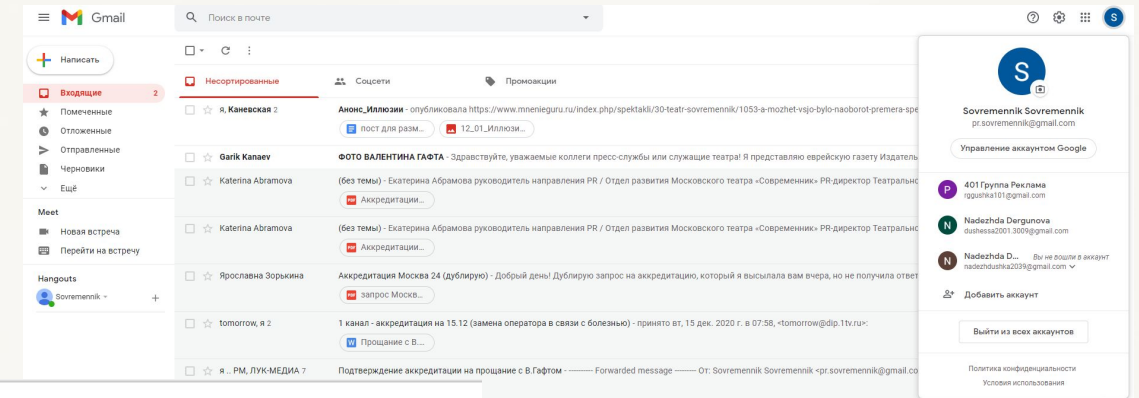 Gmail
Поиск в почте
S
Написать
Входящие 2
Помеченные
Отложенные
Отправленные
Черновики
Ещё
Meet
Новая встреча
Перейти на встречу
Hangouts
Sovremennik
Несортированные
Соцсети
Промоакции
я, Каневская 2
Анонс_Иллюзии - опубликовала https://www.mnenieguru.ru/index.php/spektakli/30-teatr-sovremennik/1053-a-mozhet-vsjo-bylo-naoborot-premera-spe
пост для разм...
12_01_Иллюзи...
Garik Kanaev
ФОТО ВАЛЕНТИНА ГАФТА - Здравствуйте, уважаемые коллеги пресс-службы или служащие театра! Я представляю еврейскую газету Издатель
Katerina Abramova
(без темы) - Екатерина Абрамова руководитель направления PR / Отдел развития Московского театра «Современник» PR-директор Театрально
PDF Аккредитации...
Katerina Abramova
(без темы) - Екатерина Абрамова руководитель направления PR / Отдел развития Московского театра «Современник» PR-директор Театрально
PDF Аккредитации...
Ярославна Зорькина
Аккредитация Москва 24 (дублирую) - Добрый день! Дублирую запрос на аккредитацию, который я высылала вам вчера, но не получила ответ
PDF запрос Москв...
tomorrow, я 2
1 канал - аккредитация на 15.12 (замена оператора в связи с болезнью) - принято вт, 15 дек. 2020 г. в 07:58, <tomorrow@dip.1tv.ru>:
W Прощание с В....
я .. РМ, ЛУК-МЕДИА 7
Подтверждение аккредитации на прощание с В.Гафтом - ---------- Forwarded message --------- От: Sovremennik Sovremennik <pr.sovremennik@gmail.co
S
Sovremennik Sovremennik
pr.sovremennik@gmail.com
Управление аккаунтом Google
P 401 Группа Реклама
rggushka101@gmail.com
N Nadezhda Dergunova
dushessa2001.3009@gmail.com
N Nadezhda D... Вы не вошли в аккаунт
nadezhdushka2039@gmail.com
Добавить аккаунт
Выйти из всех аккаунтов
Политика конфиденциальности
Условия использования